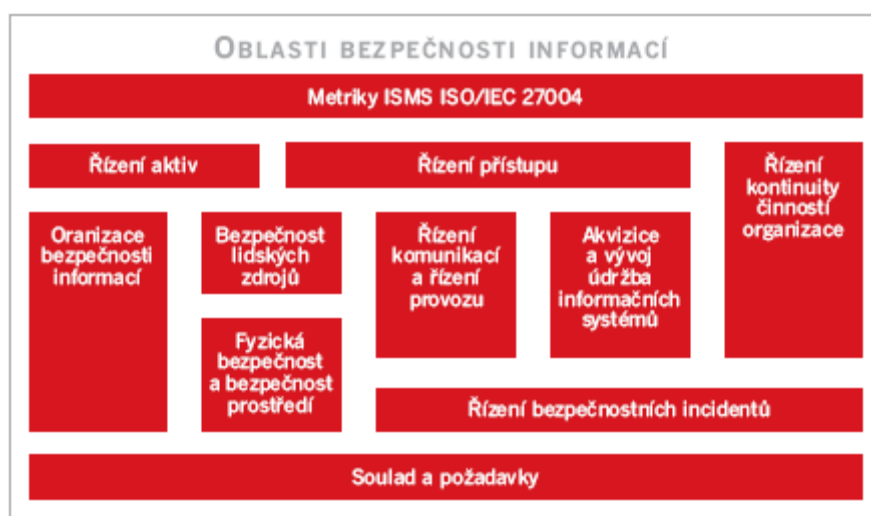 OBLASTI BEZPEČNOSTI INFORMACÍ
Metriky ISMS ISO/IEC 27004
Řízení aktiv
Řízení přístupu
Řízení
kontinuity
činností
organizace
Oranizace
bezpečnosti
informací
Bezpečnost
lidských
zdrojů
Řízení
komunikací
a řízení
provozu
Akvizice
a vývoj
údržba
informačních
systémů
Fyzická
bezpečnost
a bezpečnost
prostředí
Řízení bezpečnostních incidentů
Soulad a požadavky